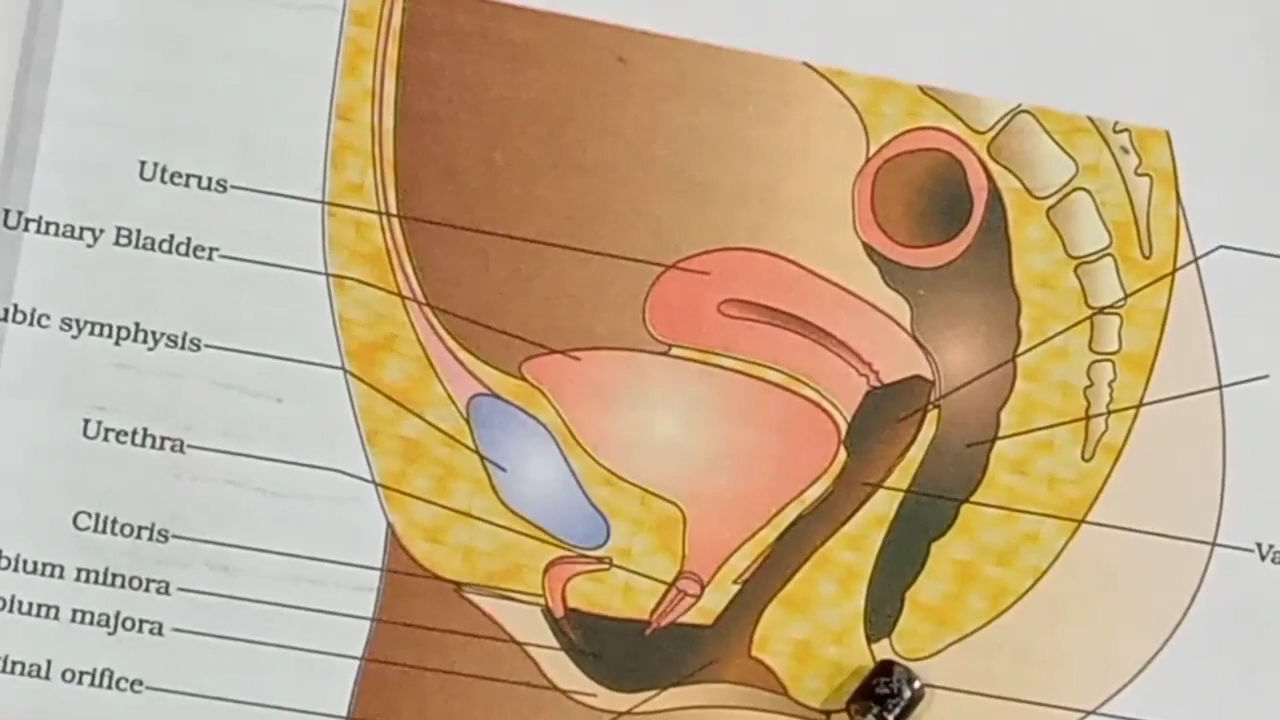 Uterus
Urinary Bladder
ubic symphysis
Urethra
Clitoris
bium minora
bium majora
inal orifice
Va